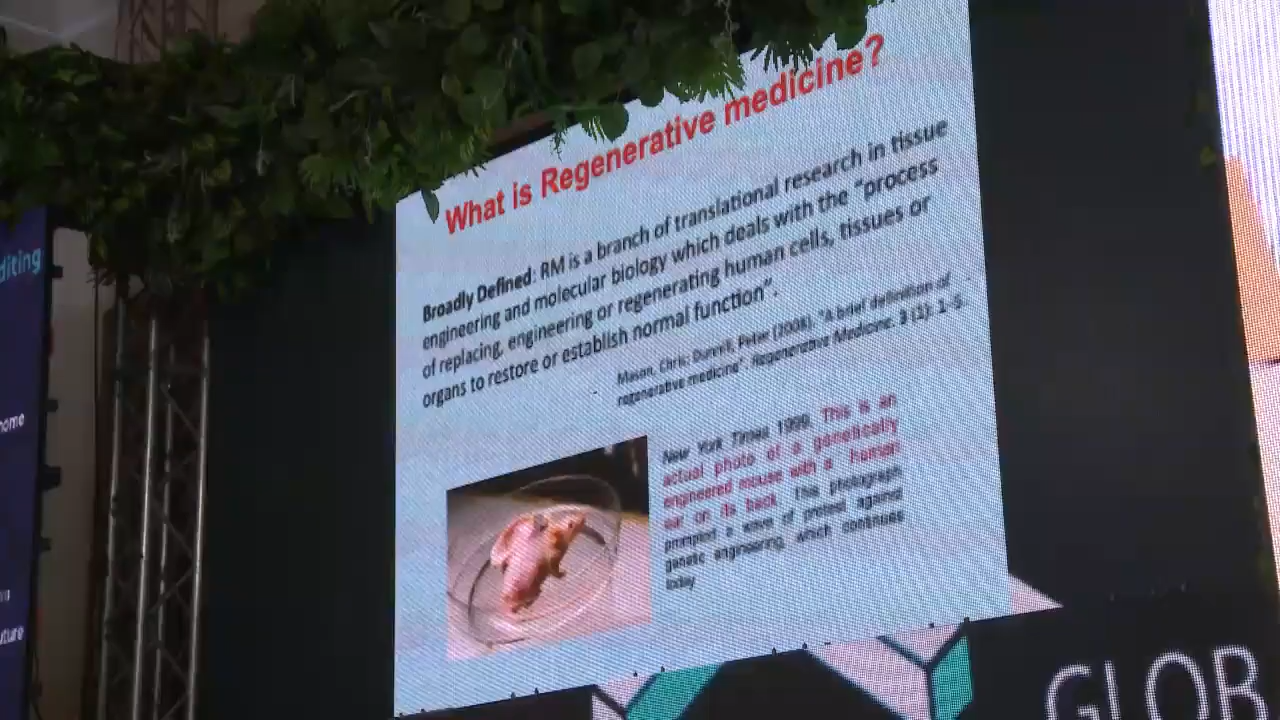 What is Regenerative medicine?
Broadly Defined: RM is a branch of translational research in tissue
engineering and molecular biology which deals with the "process
of replacing, engineering or regenerating human cells, tissues or
organs to restore or establish normal function".
Mason, Chris; Dunnill, Peter (2008). "A brief definition of
regenerative medicine". Regenerative Medicine. 3 (1): 1–5.
New York Times 1999. This is an
actual photo of a genetically
engineered mouse with a human
ear on its back. This photograph
prompted a wave of protest against
genetic engineering, which continues
today
diting
ome
uture
GLOB